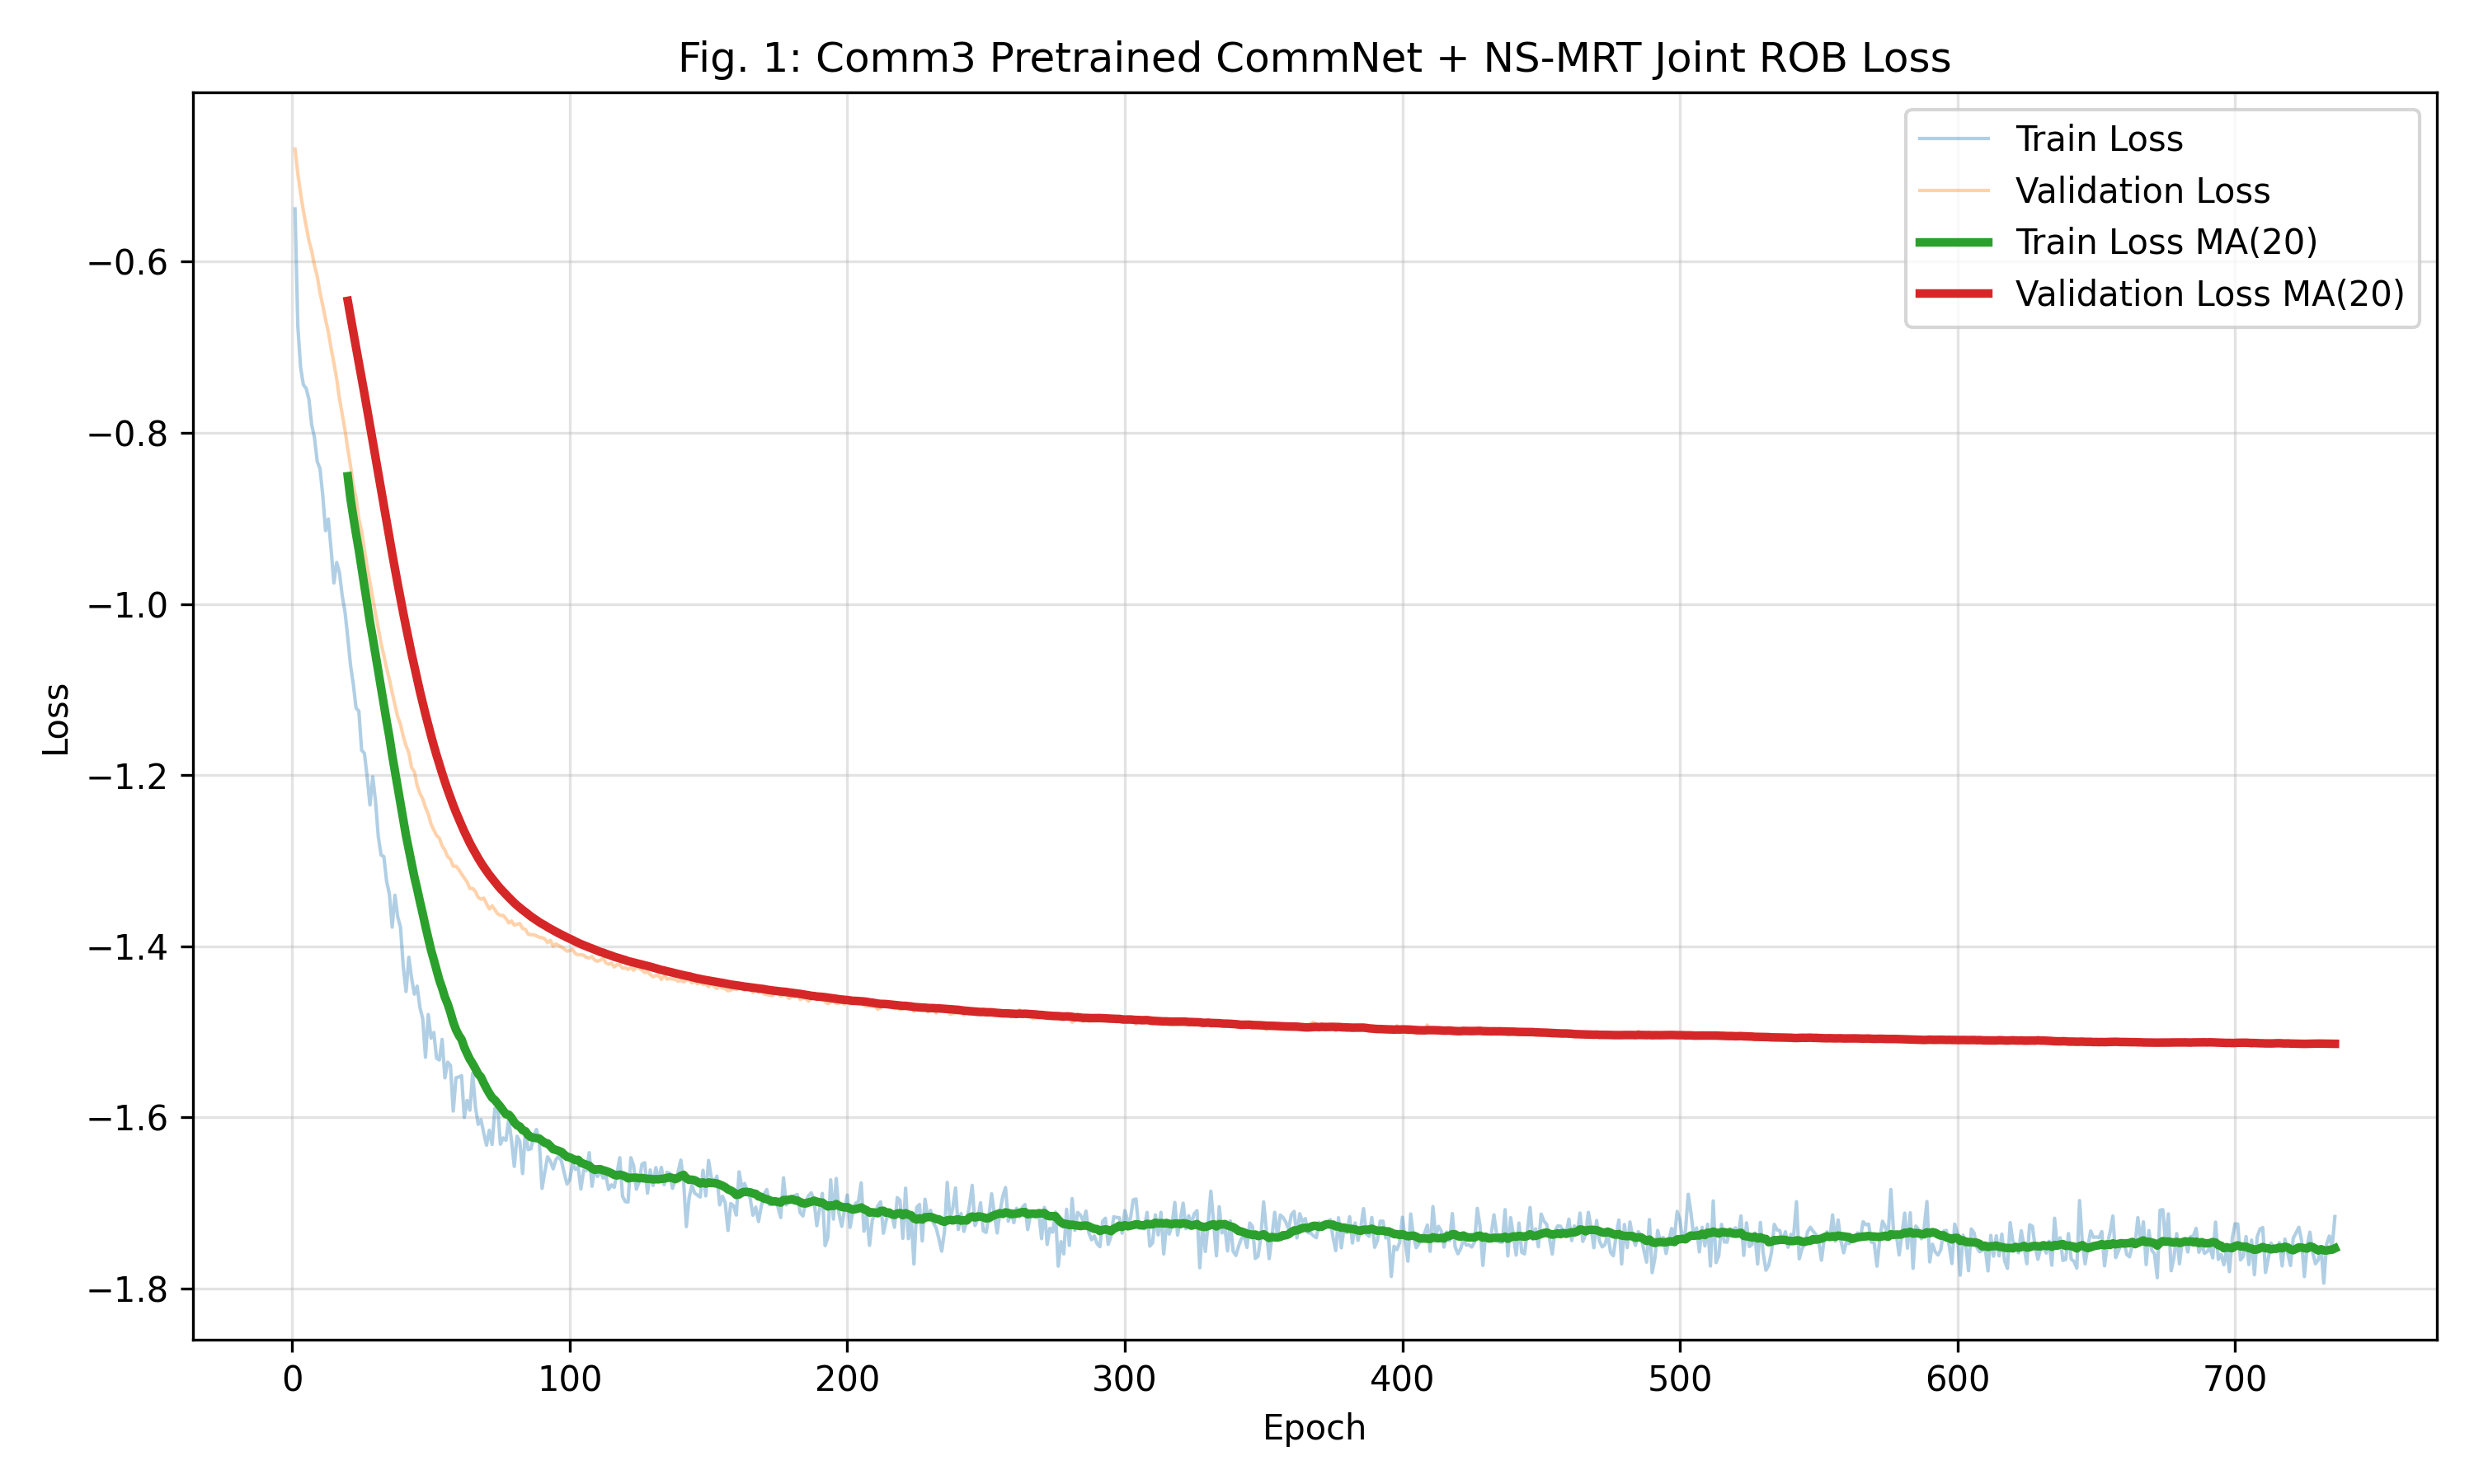 Fig. 1: Comm3 Pretrained CommNet + NS-MRT Joint ROB Loss
Train Loss
Validation Loss
Train Loss MA(20)
Validation Loss MA(20)
−0.6
−0.8
−1.0
−1.2
−1.4
−1.6
−1.8
Loss
0 100 200 300 400 500 600 700
Epoch